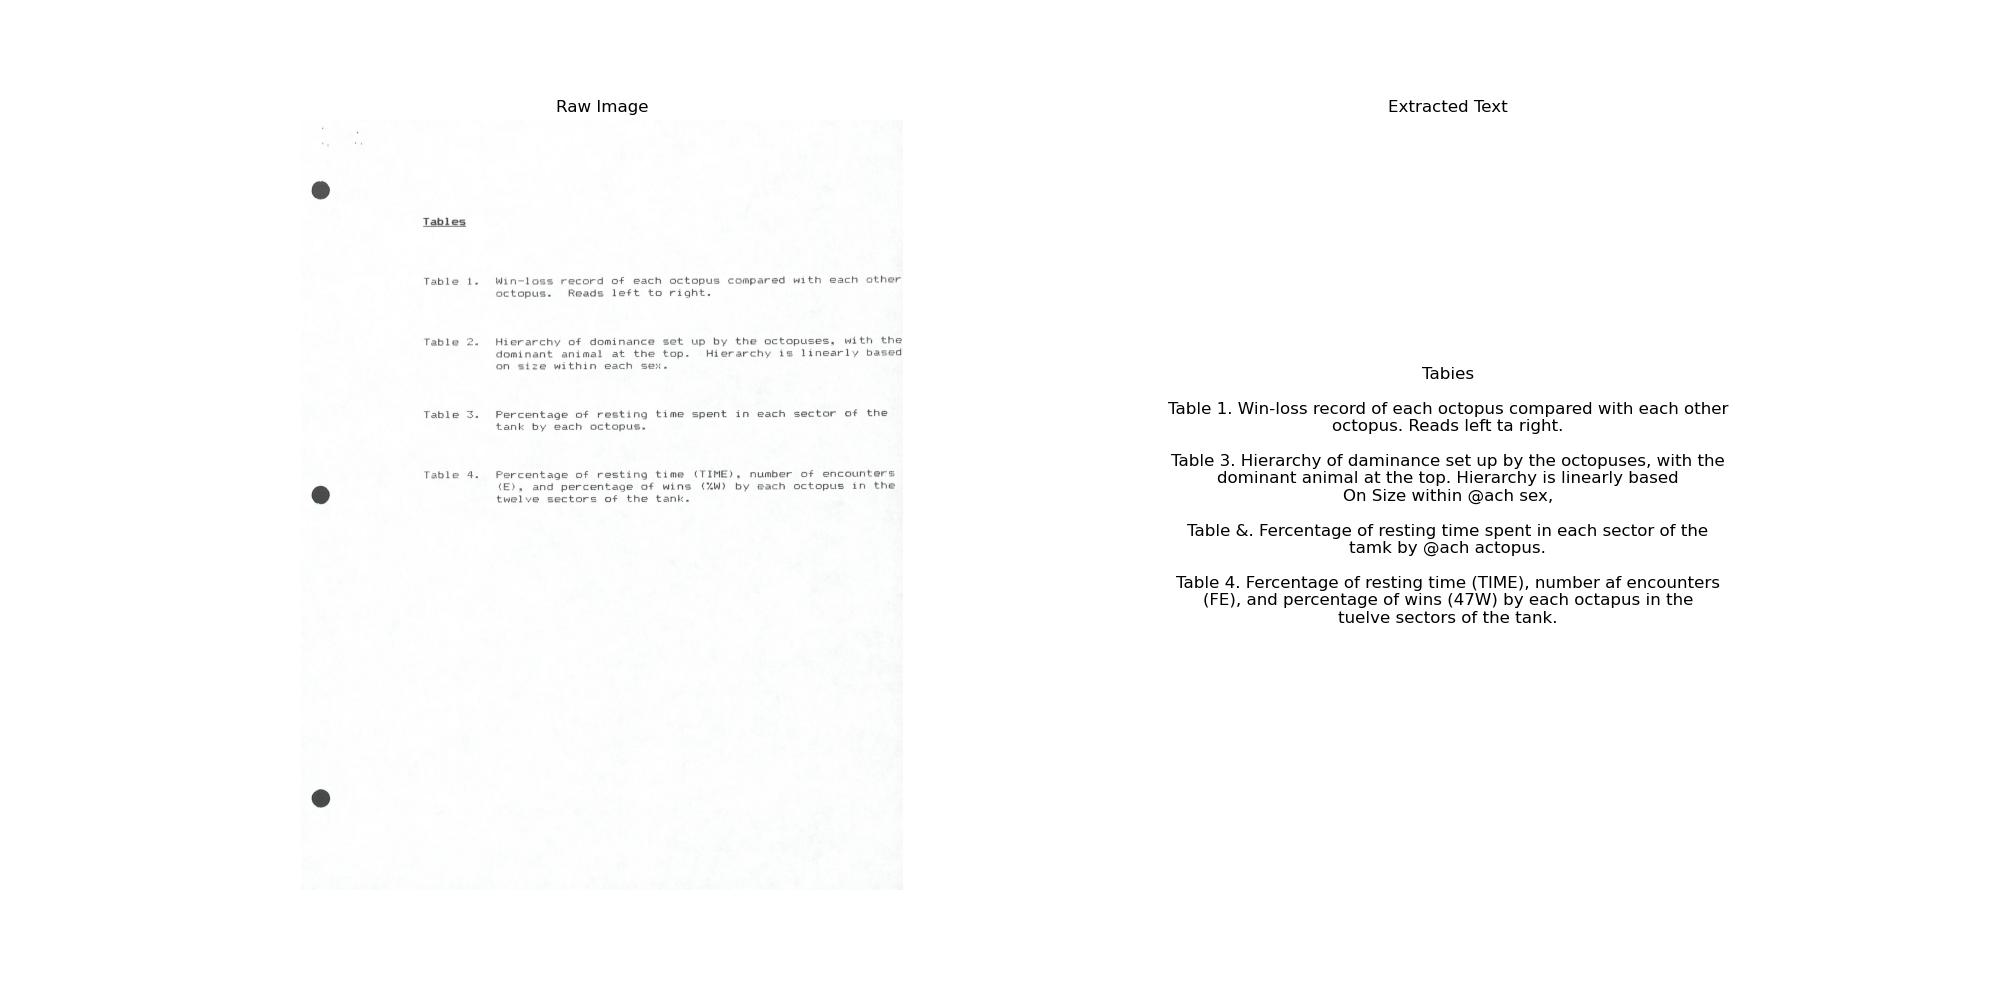 Raw Image
Tables
Table 1. Win-loss record of each octopus compared with each other
octopus. Reads left to right.
Table 2. Hierarchy of dominance set up by the octopuses, with the
dominant animal at the top. Hierarchy is linearly based
on size within each sex.
Table 3. Percentage of resting time spent in each sector of the
tank by each octopus.
Table 4. Percentage of resting time (TIME), number of encounters
(E), and percentage of wins (%W) by each octopus in the
twelve sectors of the tank.
Extracted Text
Tabies
Table 1. Win-loss record of each octopus compared with each other
octopus. Reads left ta right.
Table 3. Hierarchy of daminance set up by the octopuses, with the
dominant animal at the top. Hierarchy is linearly based
On Size within @ach sex,
Table &. Fercentage of resting time spent in each sector of the
tamk by @ach actopus.
Table 4. Fercentage of resting time (TIME), number af encounters
(FE), and percentage of wins (47W) by each octapus in the
tuelve sectors of the tank.